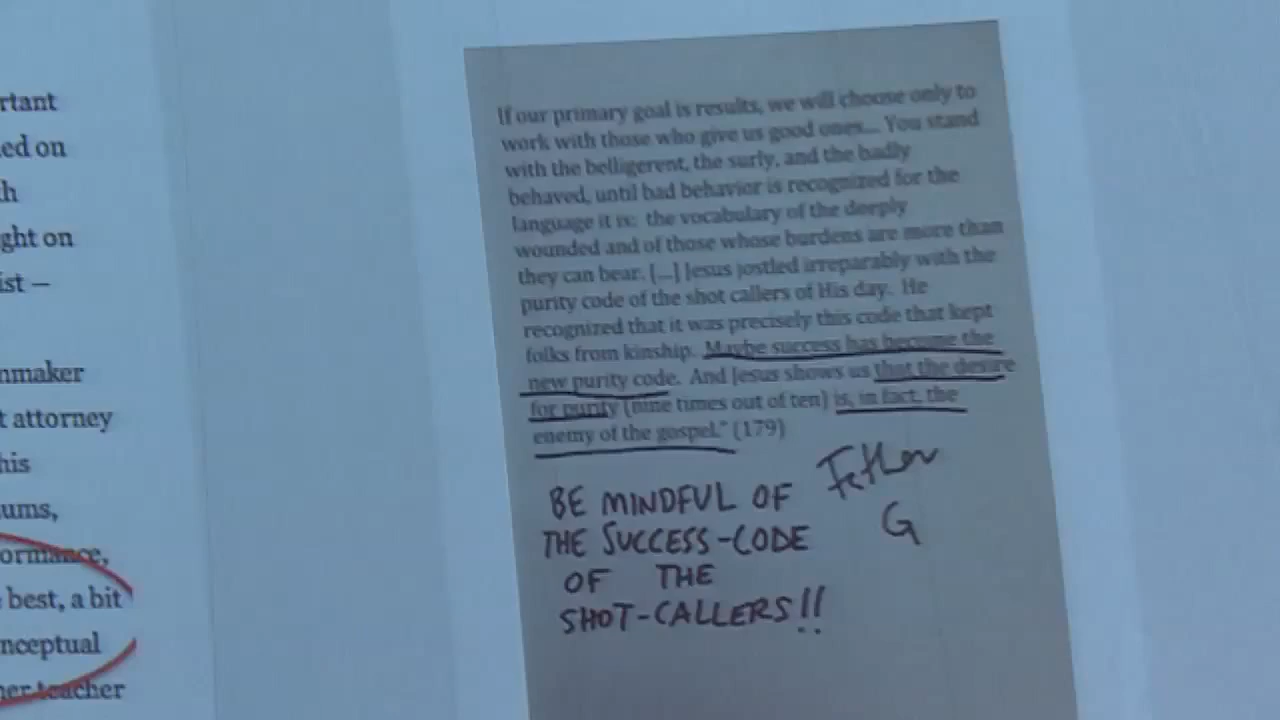 rtant
ed on
h
ght on
ist —
nmaker
t attorney
his
ums,
ormance,
best, a bit
nceptual
her teacher
If our primary goal is results, we will choose only to
work with those who give us good ones... You stand
with the belligerent, the surly, and the badly
behaved, until bad behavior is recognized for the
language it is: the vocabulary of the deeply
wounded and of those whose burdens are more than
they can bear. [...] Jesus jostled irreparably with the
purity code of the shot callers of His day. He
recognized that it was precisely this code that kept
folks from kinship. Maybe success has become the
new purity code. And Jesus shows us that the desire
for purity (nine times out of ten) is, in fact, the
enemy of the gospel." (179)
BE MINDFUL OF
THE SUCCESS-CODE
OF THE
SHOT-CALLERS!!
Father
G